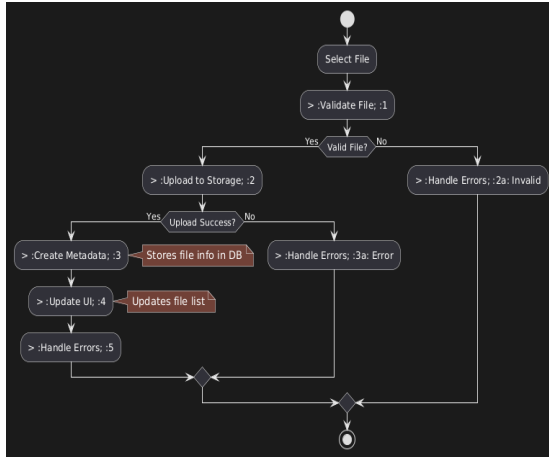 Select File
> :Validate File; :1
Valid File?
Yes
No
> :Upload to Storage; :2
> :Handle Errors; :2a: Invalid
Upload Success?
Yes
No
> :Create Metadata; :3
Stores file info in DB
> :Handle Errors; :3a: Error
> :Update UI; :4
Updates file list
> :Handle Errors; :5